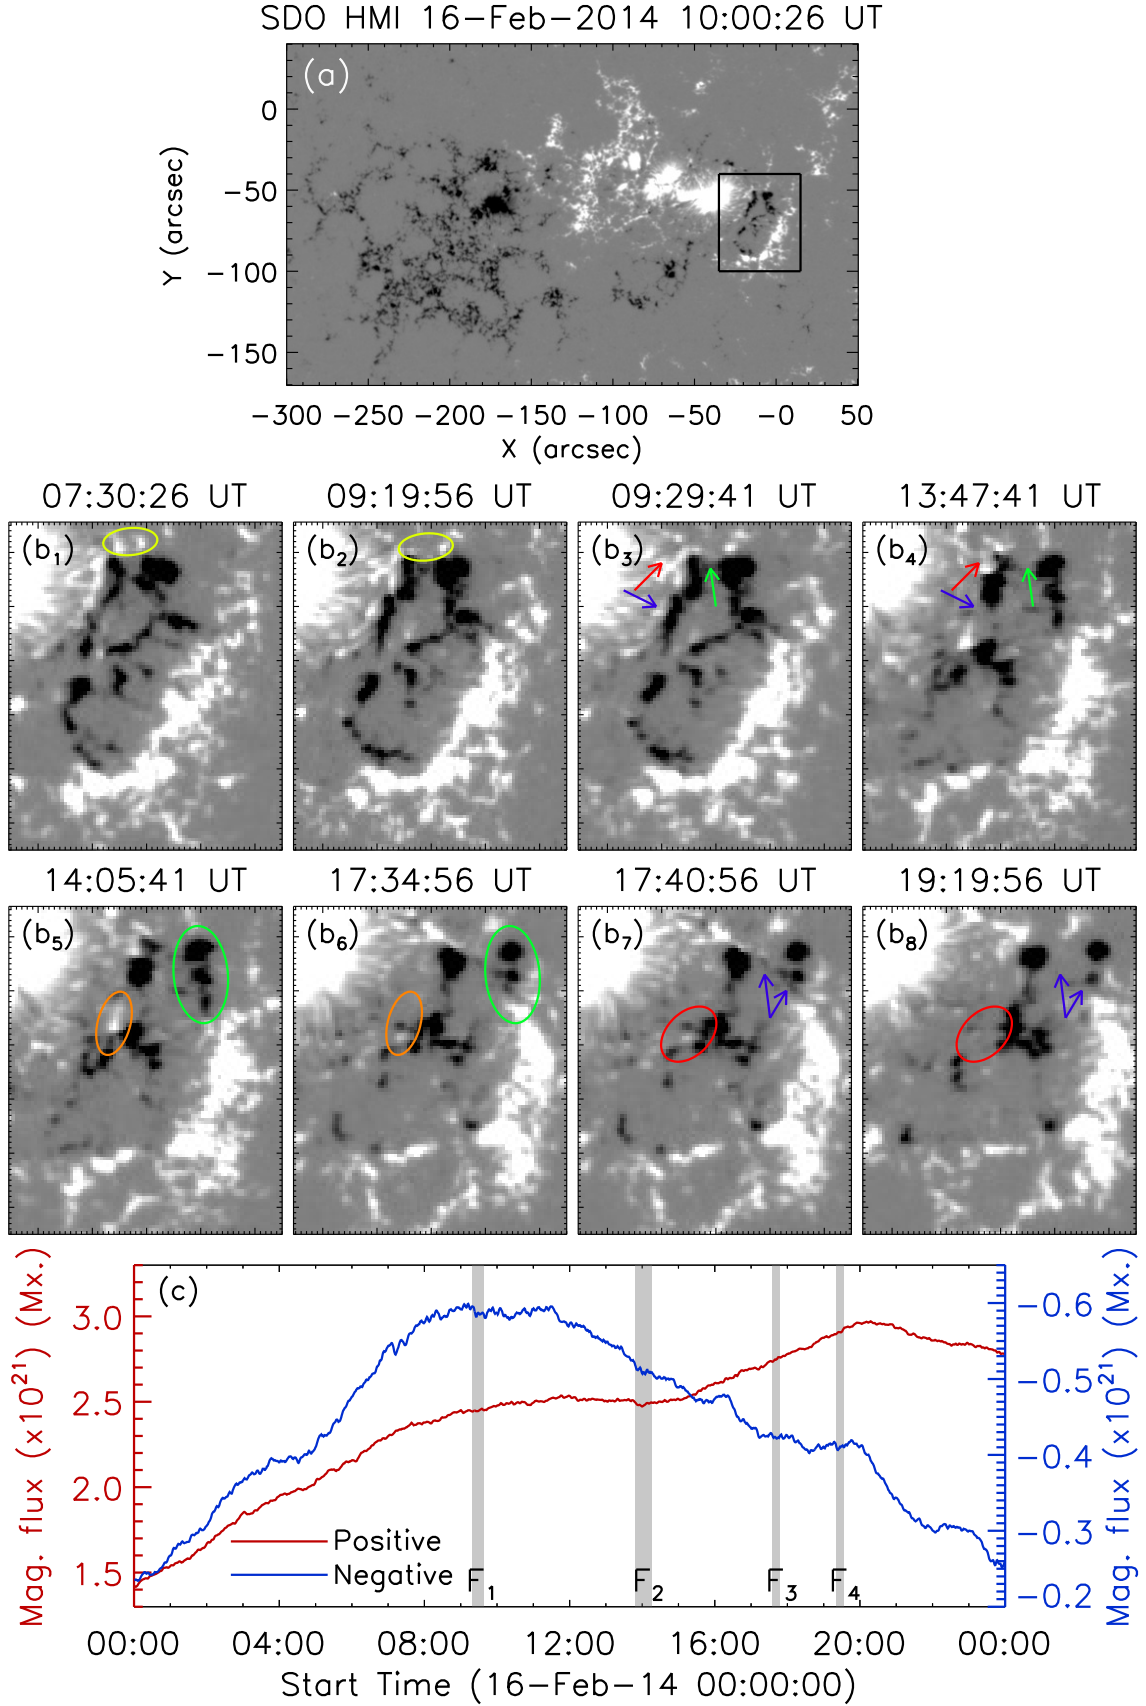 SDO HMI 16-Feb-2014 10:00:26 UT
(a)
0
-50
-100
-150
Y (arcsec)
-300 -250 -200 -150 -100 -50 -0 50
X (arcsec)
07:30:26 UT 09:19:56 UT 09:29:41 UT 13:47:41 UT
(b1) (b2) (b3) (b4)
14:05:41 UT 17:34:56 UT 17:40:56 UT 19:19:56 UT
(b5) (b6) (b7) (b8)
(c)
3.0
2.5
2.0
1.5
Mag. flux (x10^21) (Mx.)
-0.6
-0.5
-0.4
-0.3
-0.2
Mag. flux (x10^21) (Mx.)
Positive
Negative
F1 F2 F3 F4
00:00 04:00 08:00 12:00 16:00 20:00 00:00
Start Time (16-Feb-14 00:00:00)